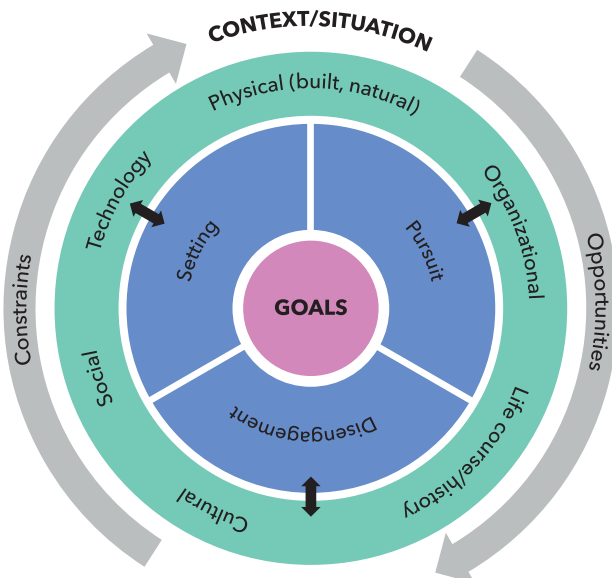 CONTEXT/SITUATION
Physical (built, natural)
Technology
Organizational
Setting
Pursuit
Constraints
Opportunities
GOALS
Social
Disengagement
Life course/history
Cultural